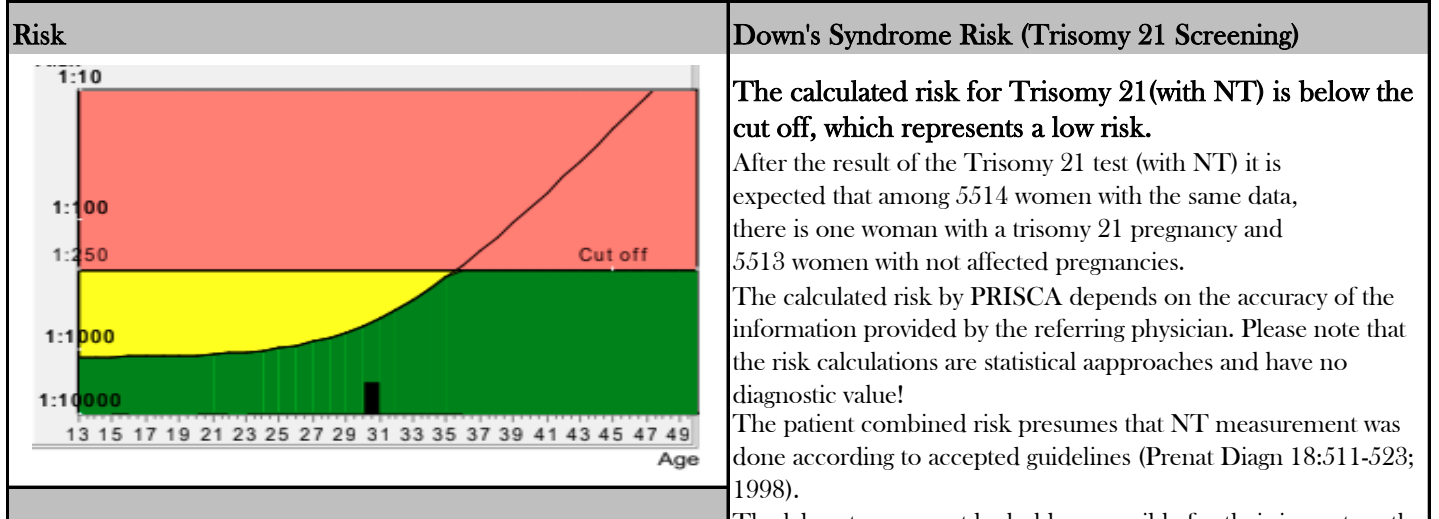 Risk
1:10
1:100
1:250
Cut off
1:1000
1:10000
13 15 17 19 21 23 25 27 29 31 33 35 37 39 41 43 45 47 49
Age
Down's Syndrome Risk (Trisomy 21 Screening)
The calculated risk for Trisomy 21(with NT) is below the
cut off, which represents a low risk.
After the result of the Trisomy 21 test (with NT) it is
expected that among 5514 women with the same data,
there is one woman with a trisomy 21 pregnancy and
5513 women with not affected pregnancies.
The calculated risk by PRISCA depends on the accuracy of the
information provided by the referring physician. Please note that
the risk calculations are statistical aapproaches and have no
diagnostic value!
The patient combined risk presumes that NT measurement was
done according to accepted guidelines (Prenat Diagn 18:511-523;
1998).